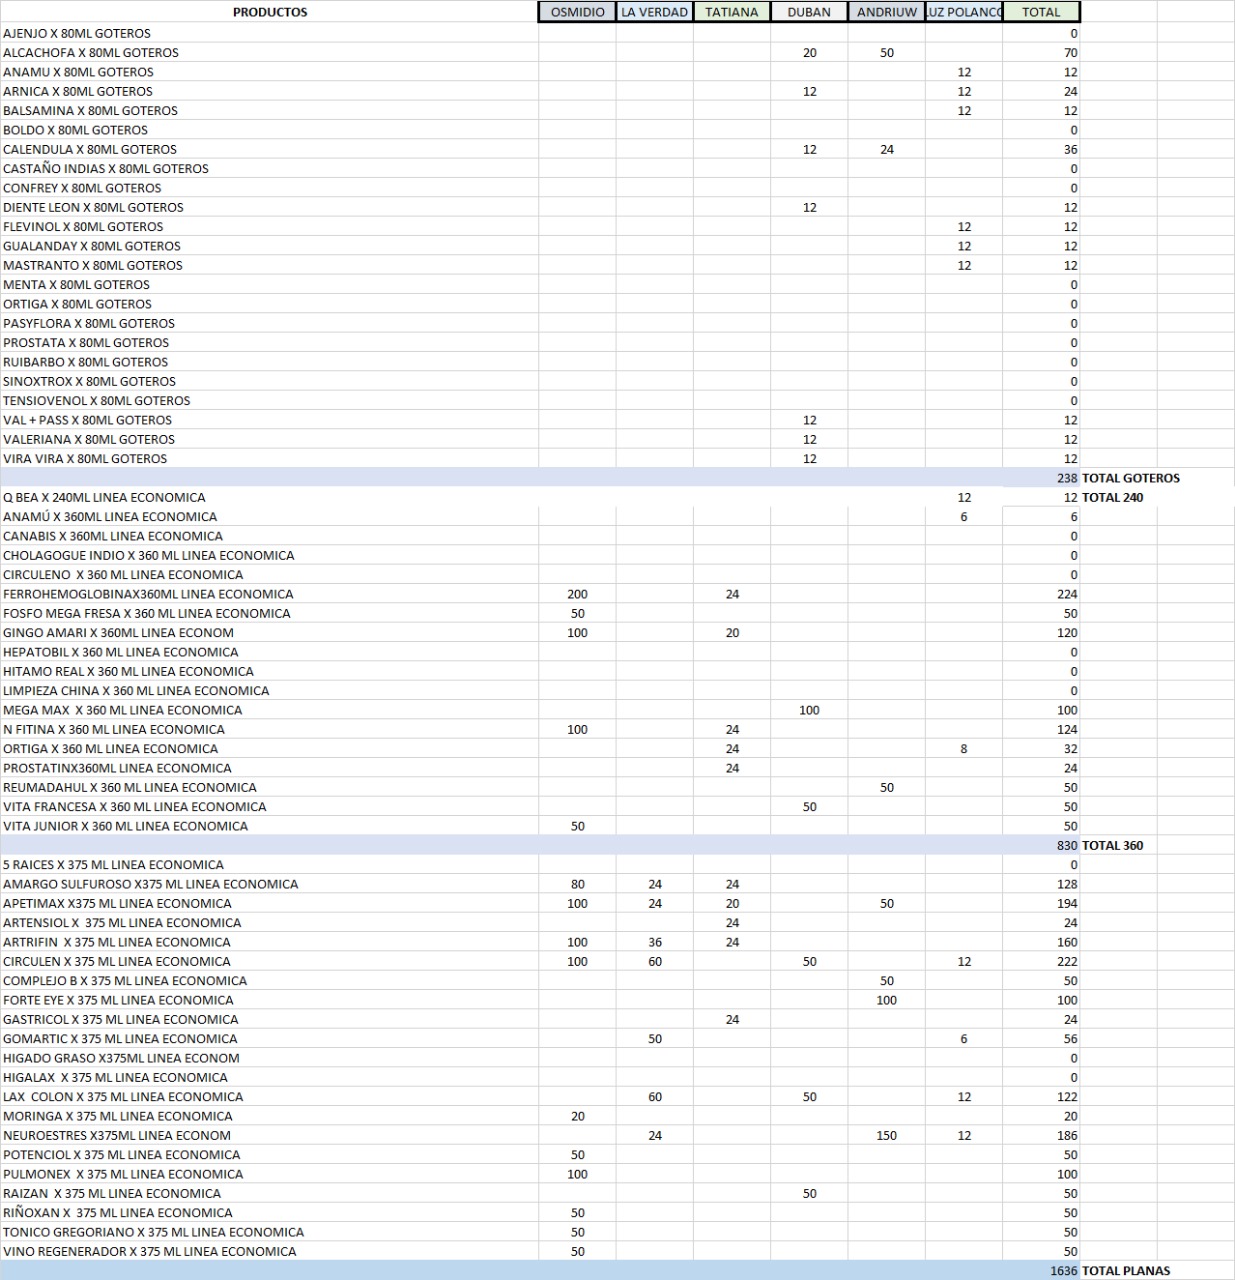 PRODUCTOS OSMIDIO LA VERDAD TATIANA DUBAN ANDRIUW UZ POLANCO TOTAL
AJENJO X 80ML GOTEROS 0
ALCACHOFA X 80ML GOTEROS 20 50 70
ANAMU X 80ML GOTEROS 12 12
ARNICA X 80ML GOTEROS 12 12 24
BALSAMINA X 80ML GOTEROS 12 12
BOLDO X 80ML GOTEROS 0
CALENDULA X 80ML GOTEROS 12 24 36
CASTAÑO INDIAS X 80ML GOTEROS 0
CONFREY X 80ML GOTEROS 0
DIENTE LEON X 80ML GOTEROS 12 12
FLEVINOL X 80ML GOTEROS 12 12
GUALANDAY X 80ML GOTEROS 12 12
MASTRANTO X 80ML GOTEROS 12 12
MENTA X 80ML GOTEROS 0
ORTIGA X 80ML GOTEROS 0
PASYFLORA X 80ML GOTEROS 0
PROSTATA X 80ML GOTEROS 0
RUIBARBO X 80ML GOTEROS 0
SINOXTROX X 80ML GOTEROS 0
TENSIOVENOL X 80ML GOTEROS 0
VAL + PASS X 80ML GOTEROS 12 12
VALERIANA X 80ML GOTEROS 12 12
VIRA VIRA X 80ML GOTEROS 12 12
238 TOTAL GOTEROS
Q BEA X 240ML LINEA ECONOMICA 12 12 TOTAL 240
ANAMÚ X 360ML LINEA ECONOMICA 6 6
CANABIS X 360ML LINEA ECONOMICA 0
CHOLAGOGUE INDIO X 360 ML LINEA ECONOMICA 0
CIRCULENO X 360 ML LINEA ECONOMICA 0
FERROHEMOGLOBINAX360ML LINEA ECONOMICA 200 24 224
FOSFO MEGA FRESA X 360 ML LINEA ECONOMICA 50 50
GINGO AMARI X 360ML LINEA ECONOM 100 20 120
HEPATOBIL X 360 ML LINEA ECONOMICA 0
HITAMO REAL X 360 ML LINEA ECONOMICA 0
LIMPIEZA CHINA X 360 ML LINEA ECONOMICA 0
MEGA MAX X 360 ML LINEA ECONOMICA 100 100
N FITINA X 360 ML LINEA ECONOMICA 100 24 124
ORTIGA X 360 ML LINEA ECONOMICA 24 8 32
PROSTATINX360ML LINEA ECONOMICA 24 24
REUMADAHUL X 360 ML LINEA ECONOMICA 50 50
VITA FRANCESA X 360 ML LINEA ECONOMICA 50 50
VITA JUNIOR X 360 ML LINEA ECONOMICA 50 50
830 TOTAL 360
5 RAICES X 375 ML LINEA ECONOMICA 0
AMARGO SULFUROSO X375 ML LINEA ECONOMICA 80 24 24 128
APETIMAX X375 ML LINEA ECONOMICA 100 24 20 50 194
ARTENSIOL X 375 ML LINEA ECONOMICA 24 24
ARTRIFIN X 375 ML LINEA ECONOMICA 100 36 24 160
CIRCULEN X 375 ML LINEA ECONOMICA 100 60 50 12 222
COMPLEJO B X 375 ML LINEA ECONOMICA 50 50
FORTE EYE X 375 ML LINEA ECONOMICA 100 100
GASTRICOL X 375 ML LINEA ECONOMICA 24 24
GOMARTIC X 375 ML LINEA ECONOMICA 50 6 56
HIGADO GRASO X375ML LINEA ECONOM 0
HIGALAX X 375 ML LINEA ECONOMICA 0
LAX COLON X 375 ML LINEA ECONOMICA 60 50 12 122
MORINGA X 375 ML LINEA ECONOMICA 20 20
NEUROESTRES X375ML LINEA ECONOM 24 150 12 186
POTENCIOL X 375 ML LINEA ECONOMICA 50 50
PULMONEX X 375 ML LINEA ECONOMICA 100 100
RAIZAN X 375 ML LINEA ECONOMICA 50 50
RIÑOXAN X 375 ML LINEA ECONOMICA 50 50
TONICO GREGORIANO X 375 ML LINEA ECONOMICA 50 50
VINO REGENERADOR X 375 ML LINEA ECONOMICA 50 50
1636 TOTAL PLANAS